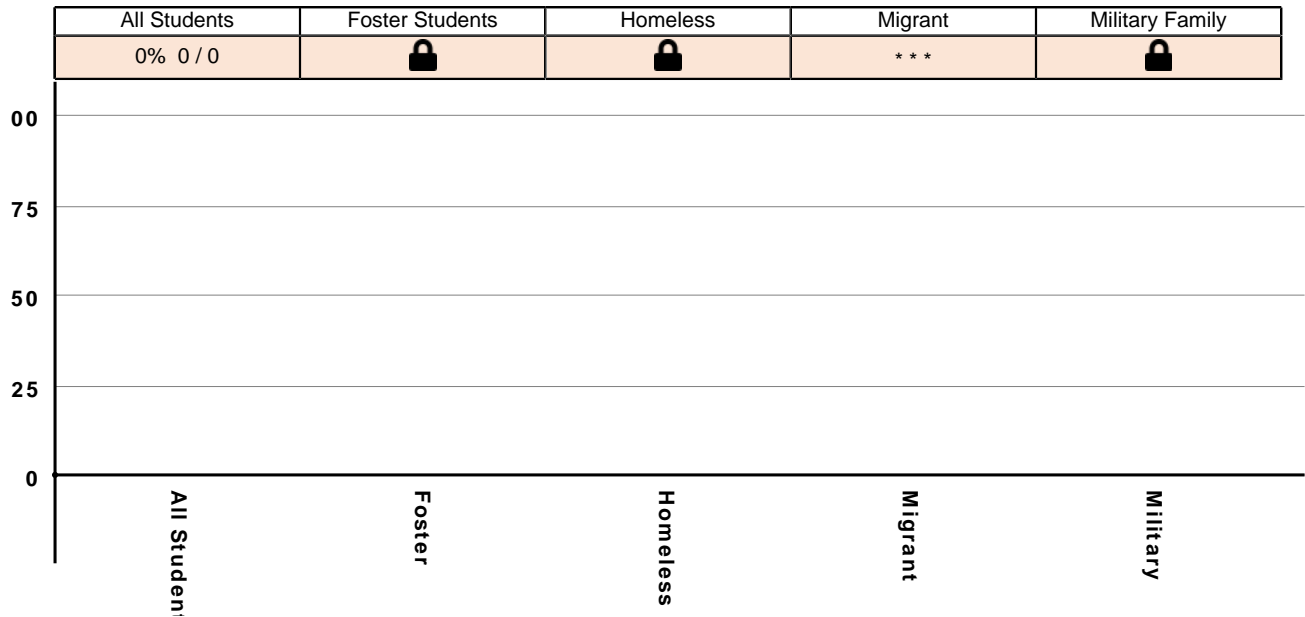 All Students Foster Students Homeless Migrant Military Family
0% 0 / 0 * * *
00
75
50
25
0
All Student
Foster
Homeless
Migrant
Military